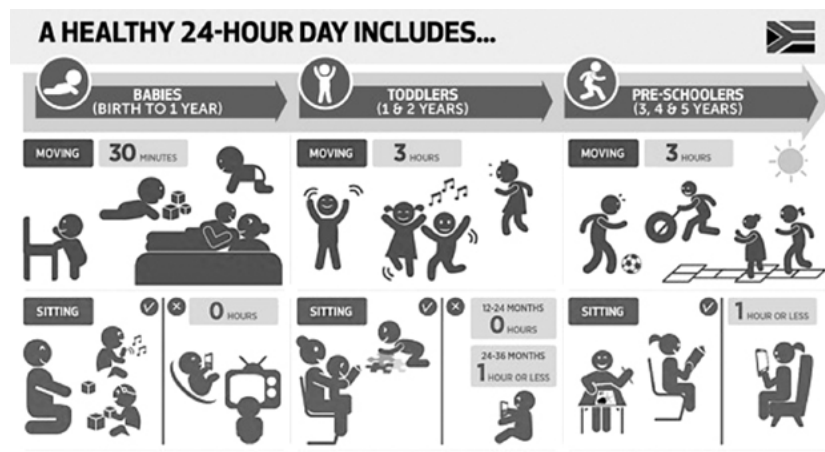 A HEALTHY 24-HOUR DAY INCLUDES...
BABIES
(BIRTH TO 1 YEAR)
TODDLERS
(1 & 2 YEARS)
PRE-SCHOOLERS
(3, 4 & 5 YEARS)
MOVING
30 MINUTES
MOVING
3 HOURS
MOVING
3 HOURS
SITTING
0 HOURS
SITTING
12-24 MONTHS
0 HOURS
24-36 MONTHS
1 HOUR OR LESS
SITTING
1 HOUR OR LESS